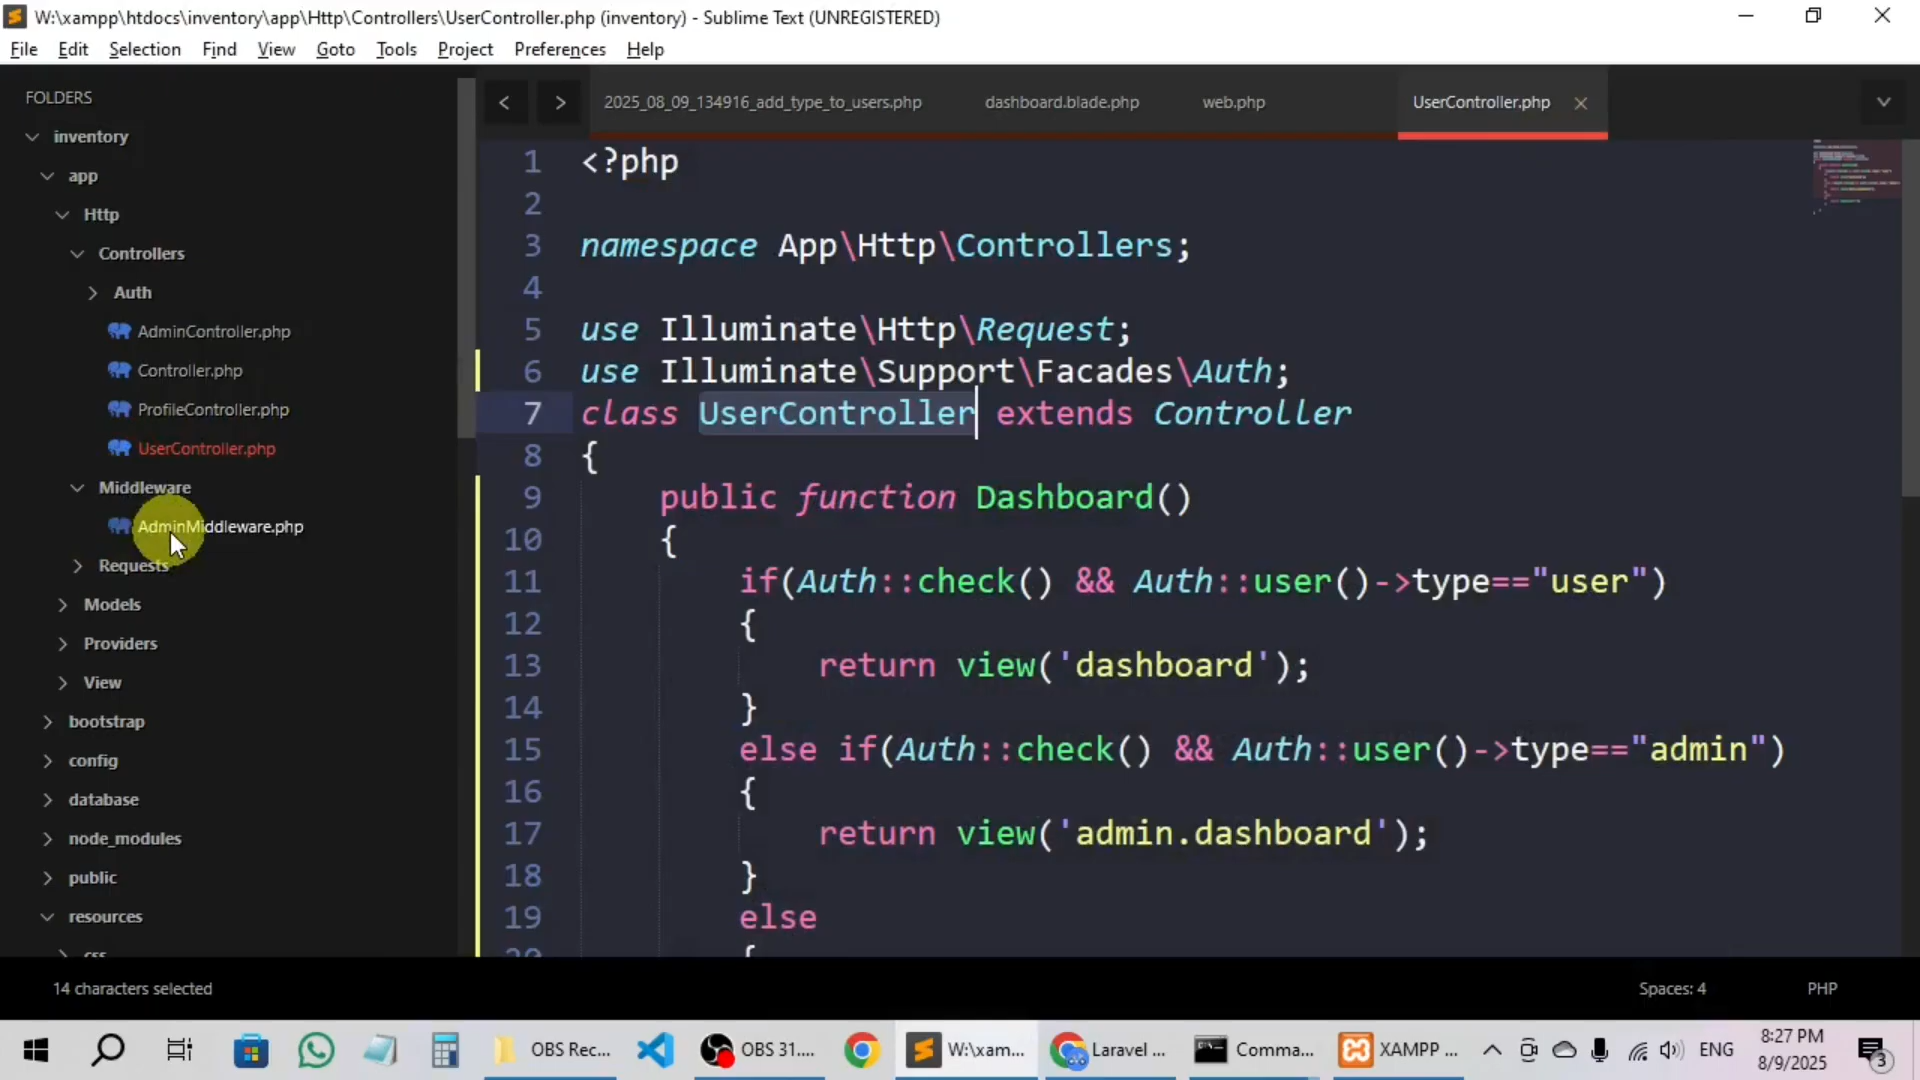 W:\xampp\htdocs\inventory\app\Http\Controllers\UserController.php (inventory) - Sublime Text (UNREGISTERED)
File Edit Selection Find View Goto Tools Project Preferences Help
FOLDERS
inventory
app
Http
Controllers
Auth
AdminController.php
Controller.php
ProfileController.php
UserController.php
Middleware
AdminMiddleware.php
Requests
Models
Providers
View
bootstrap
config
database
node_modules
public
resources
css
2025_08_09_134916_add_type_to_users.php dashboard.blade.php web.php UserController.php
1 <?php
2
3 namespace App\Http\Controllers;
4
5 use Illuminate\Http\Request;
6 use Illuminate\Support\Facades\Auth;
7 class UserController extends Controller
8 {
9 public function Dashboard()
10 {
11 if(Auth::check() && Auth::user()->type=="user")
12 {
13 return view('dashboard');
14 }
15 else if(Auth::check() && Auth::user()->type=="admin")
16 {
17 return view('admin.dashboard');
18 }
19 else
20 {
14 characters selected
Spaces: 4 PHP
OBS Rec... OBS 31.... W:\xam... Laravel ... Comma... XAMPP ... ENG
8:27 PM
8/9/2025
3